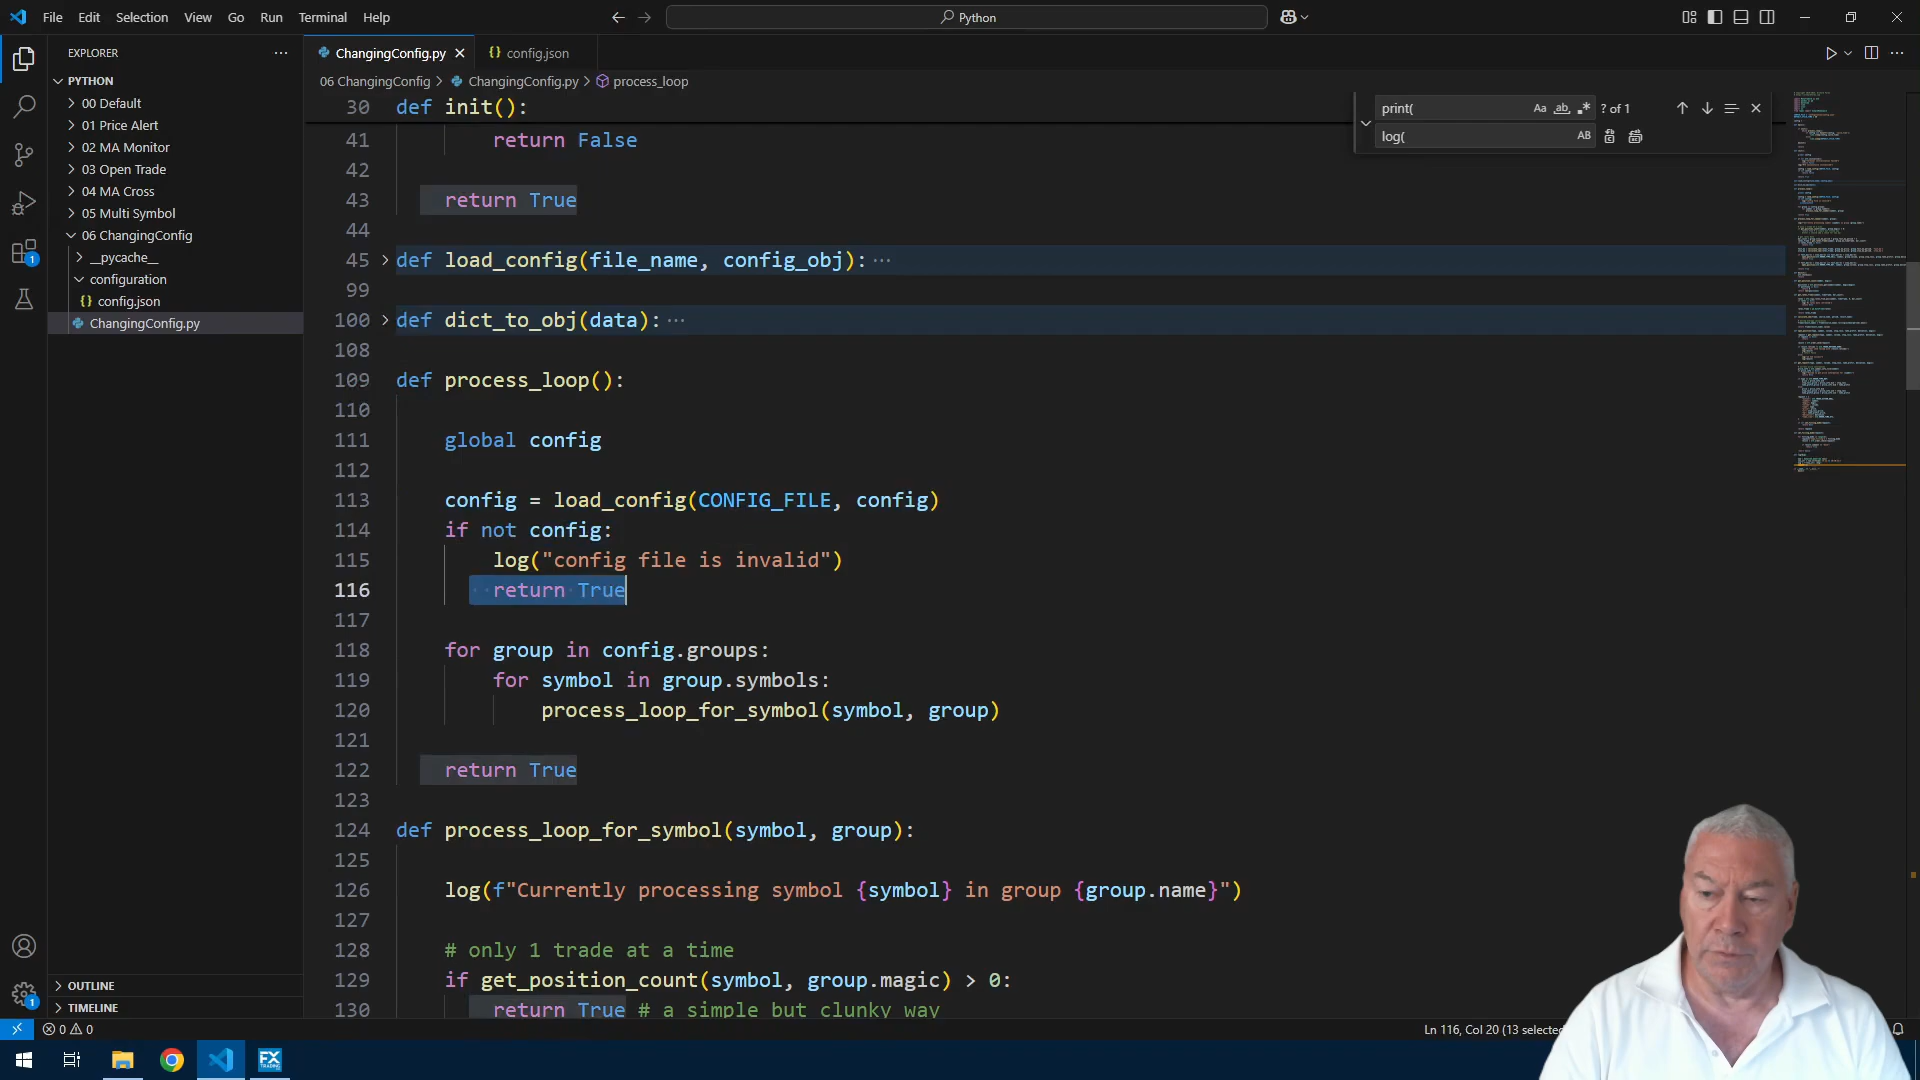 File Edit Selection View Go Run Terminal Help
Python
EXPLORER
PYTHON
00 Default
01 Price Alert
02 MA Monitor
03 Open Trade
04 MA Cross
05 Multi Symbol
06 ChangingConfig
__pycache__
configuration
config.json
ChangingConfig.py
OUTLINE
TIMELINE
ChangingConfig.py
config.json
06 ChangingConfig > ChangingConfig.py > process_loop
print( Aa ab ? of 1
log( AB
30 def init():
41 return False
42
43 return True
44
45 def load_config(file_name, config_obj):
99
100 def dict_to_obj(data):
108
109 def process_loop():
110
111 global config
112
113 config = load_config(CONFIG_FILE, config)
114 if not config:
115 log("config file is invalid")
116 return True
117
118 for group in config.groups:
119 for symbol in group.symbols:
120 process_loop_for_symbol(symbol, group)
121
122 return True
123
124 def process_loop_for_symbol(symbol, group):
125
126 log(f"Currently processing symbol {symbol} in group {group.name}")
127
128 # only 1 trade at a time
129 if get_position_count(symbol, group.magic) > 0:
130 return True # a simple but clunky way
0 0
Ln 116, Col 20 (13 selected
1
1
FX
TRADING